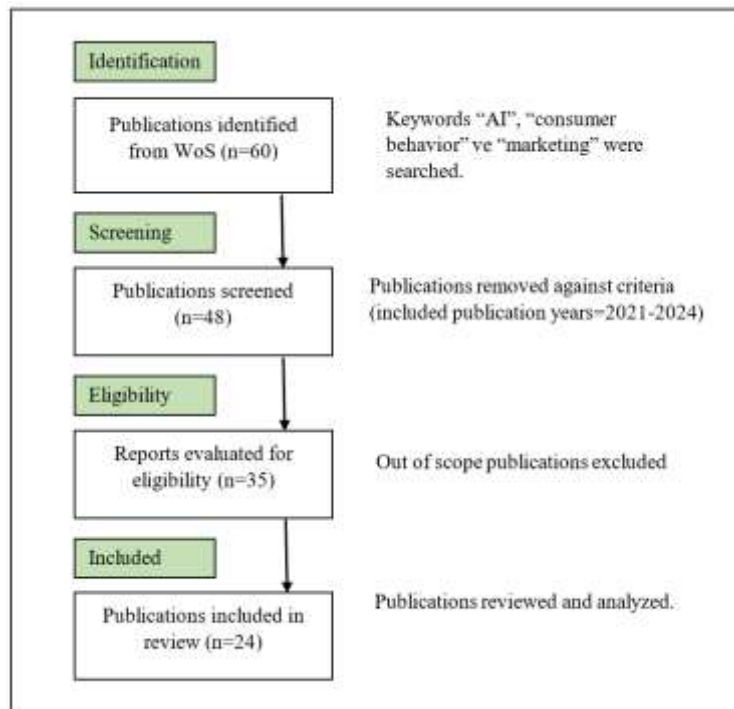 Identification
Publications identified
from WoS (n=60)
Keywords “AI”, “consumer
behavior” ve “marketing” were
searched.
Screening
Publications screened
(n=48)
Publications removed against criteria
(included publication years=2021-2024)
Eligibility
Reports evaluated for
eligibility (n=35)
Out of scope publications excluded
Included
Publications included in
review (n=24)
Publications reviewed and analyzed.